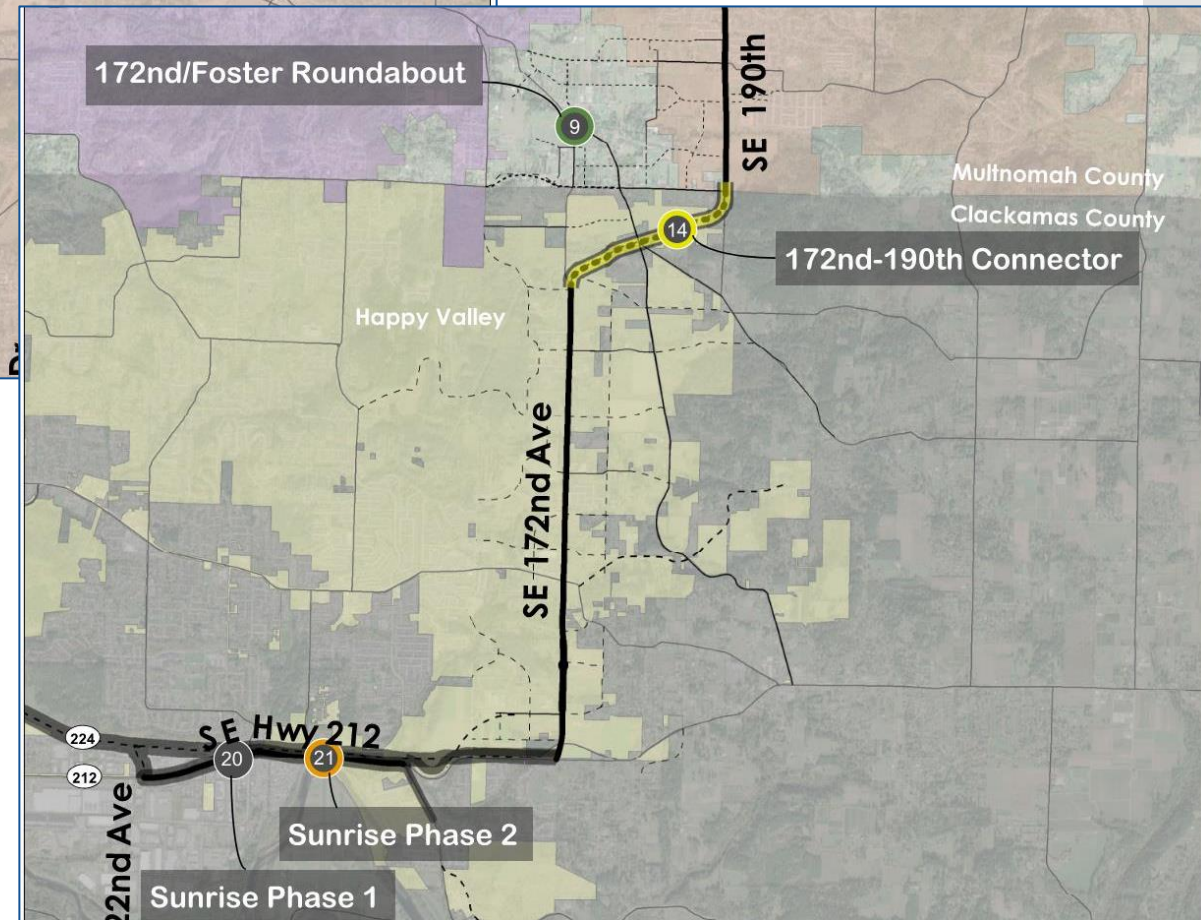 172nd/Foster Roundabout
9
SE 190th
Multnomah County
Clackamas County
14
172nd-190th Connector
Happy Valley
SE 172nd Ave
224
SE Hwy 212
20
21
212
22nd Ave
Sunrise Phase 2
Sunrise Phase 1